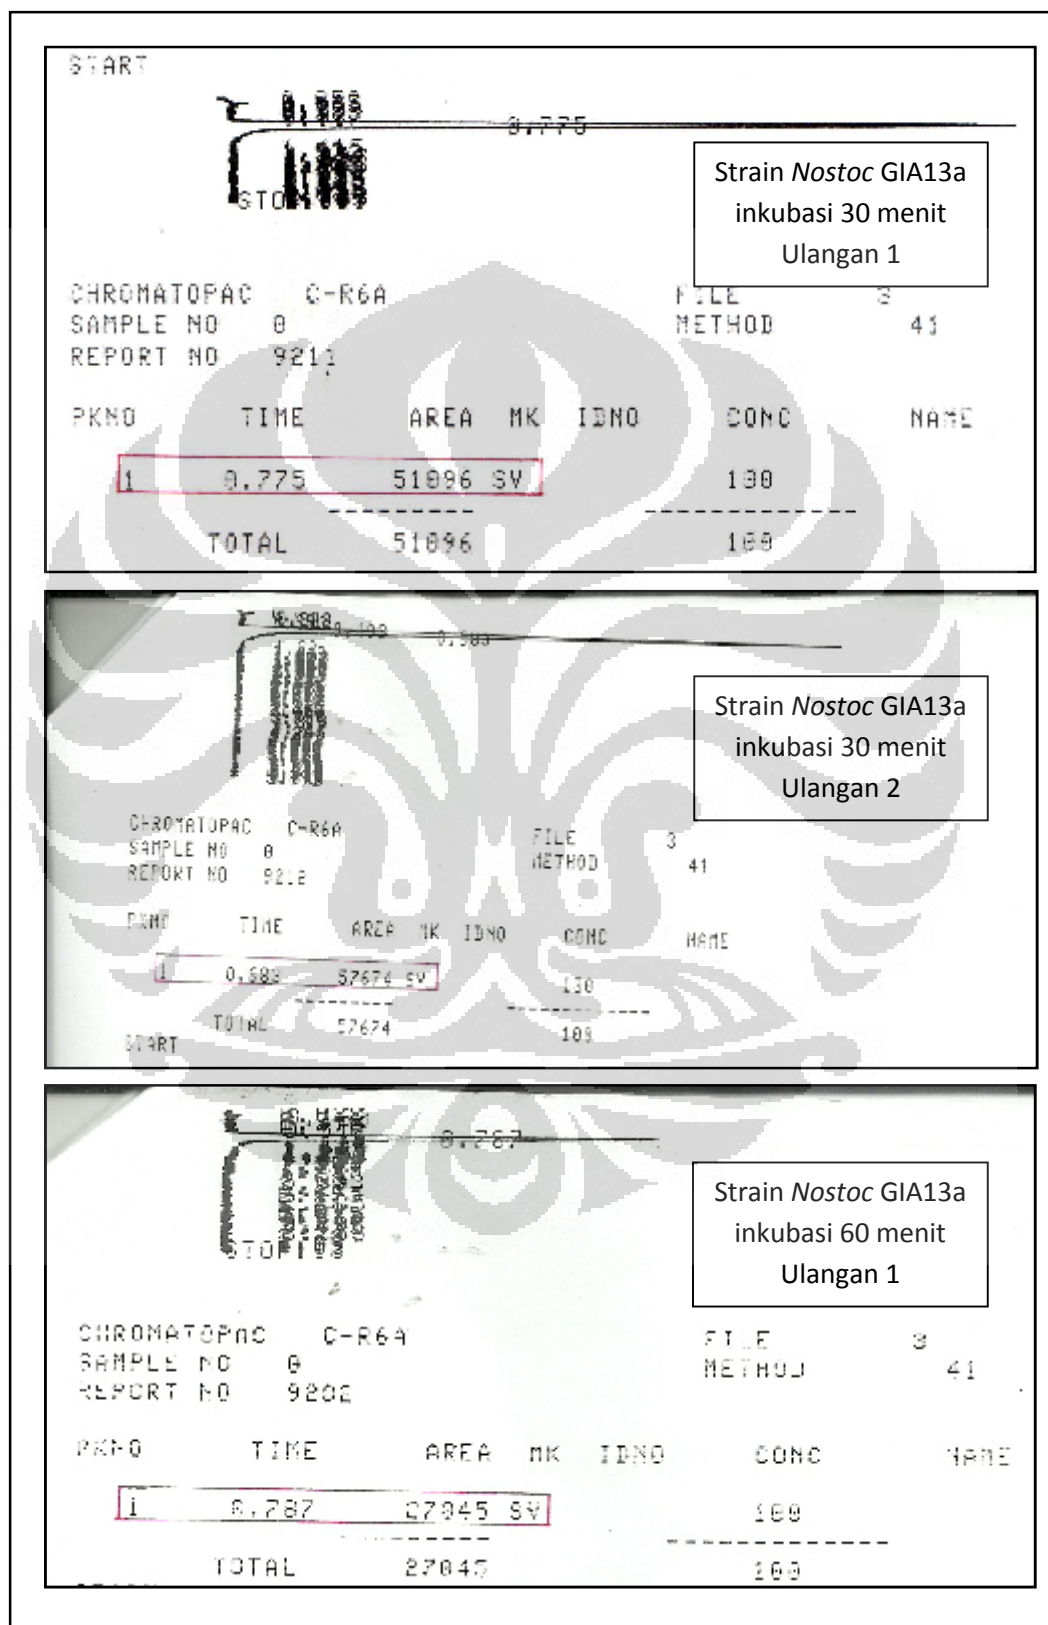 START
0.775
STO
Strain Nostoc GIA13a
inkubasi 30 menit
Ulangan 1
CHROMATOPAC C-R6A FILE 3
SAMPLE NO 0 METHOD 41
REPORT NO 9211
PKNO TIME AREA MK IDNO CONC NAME
1 0.775 51096 SV 100
TOTAL 51096 100
Strain Nostoc GIA13a
inkubasi 30 menit
Ulangan 2
CHROMATOPAC C-R6A FILE 3
SAMPLE NO 0 METHOD 41
REPORT NO 9212
PKNO TIME AREA MK IDNO CONC NAME
1 57674 SV
TOTAL 57674
START
0.787
STO
Strain Nostoc GIA13a
inkubasi 60 menit
Ulangan 1
CHROMATOPAC C-R6A FILE 3
SAMPLE NO 0 METHOD 41
REPORT NO 9202
PKNO TIME AREA MK IDNO CONC NAME
1 0.787 27045 SV 100
TOTAL 27045 100